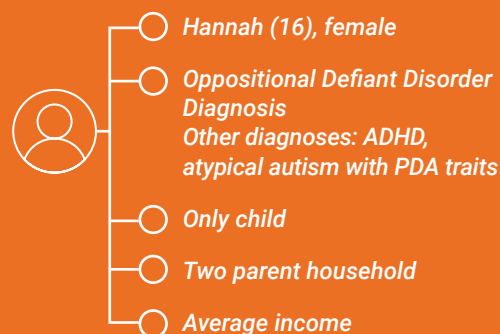 Hannah (16), female
Oppositional Defiant Disorder
Diagnosis
Other diagnoses: ADHD,
atypical autism with PDA traits
Only child
Two parent household
Average income